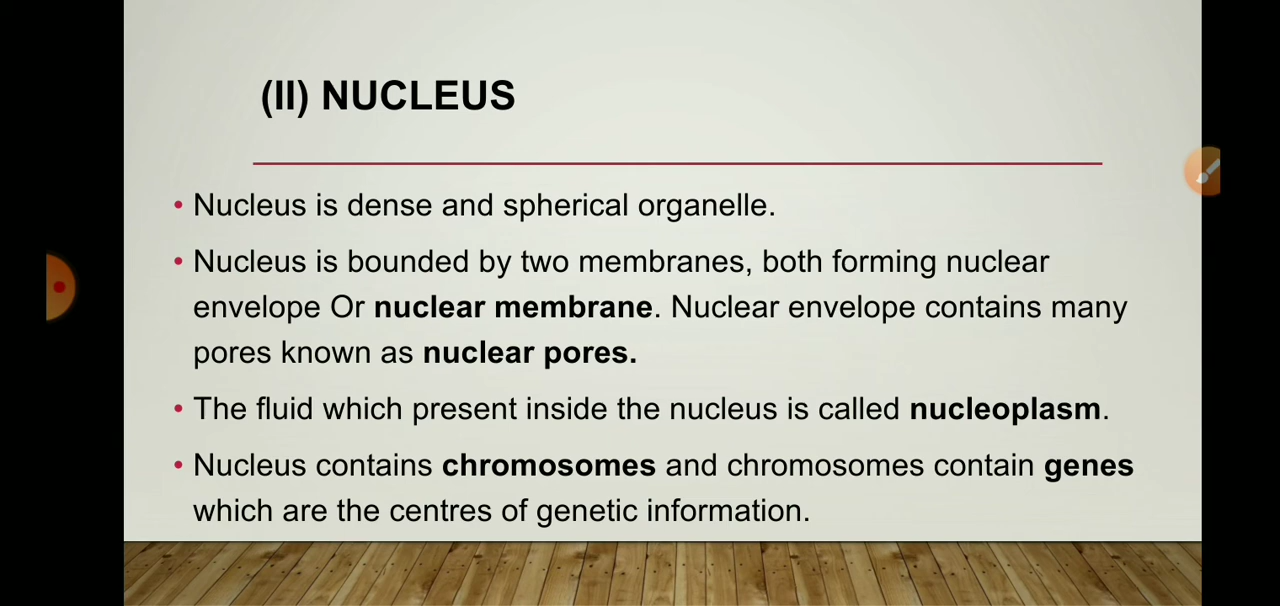 (II) NUCLEUS
• Nucleus is dense and spherical organelle.
• Nucleus is bounded by two membranes, both forming nuclear
envelope Or nuclear membrane. Nuclear envelope contains many
pores known as nuclear pores.
• The fluid which present inside the nucleus is called nucleoplasm.
• Nucleus contains chromosomes and chromosomes contain genes
which are the centres of genetic information.